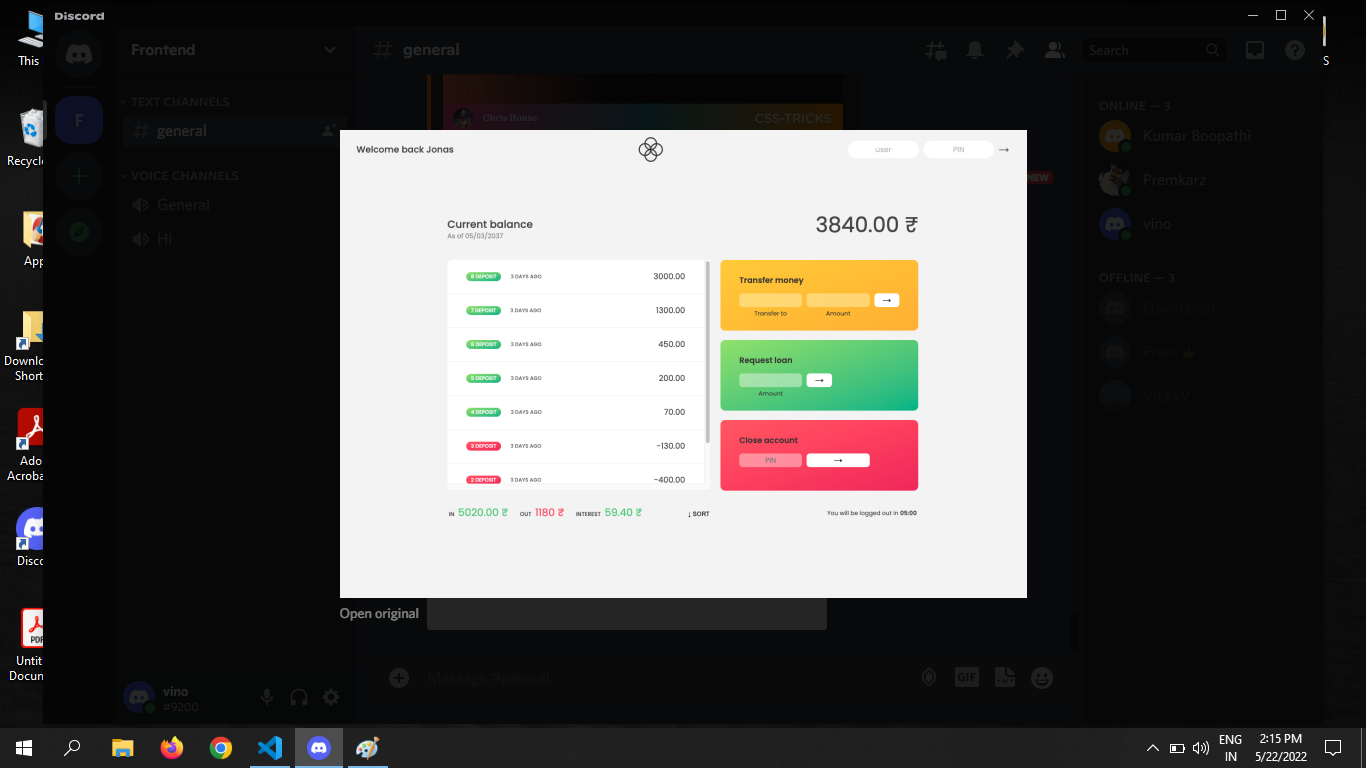 Discord
This
Recycle
App
Downlo
Short
Ado
Acroba
Disco
Untit
Docum
S
Frontend
TEXT CHANNELS
general
VOICE CHANNELS
General
Hi
vino
#9200
# general
Search
Chris House
CSS-TRICKS
NEW
Welcome back Jonas
user
PIN
→
Current balance
As of 05/03/2037
3840.00 ₹
8 DEPOSIT 3 DAYS AGO 3000.00
7 DEPOSIT 3 DAYS AGO 1300.00
6 DEPOSIT 3 DAYS AGO 450.00
5 DEPOSIT 3 DAYS AGO 200.00
4 DEPOSIT 3 DAYS AGO 70.00
3 DEPOSIT 3 DAYS AGO -130.00
2 DEPOSIT 3 DAYS AGO -400.00
Transfer money
→
Transfer to Amount
Request loan
→
Amount
Close account
PIN →
IN 5020.00 ₹ OUT 1180 ₹ INTEREST 59.40 ₹ ↓ SORT
You will be logged out in 05:00
Open original
Message #general
GIF
ONLINE — 3
Kumar Boopathi
Premkarz
vino
OFFLINE — 3
Elavarasan
Prem
VickyV
ENG
IN
2:15 PM
5/22/2022